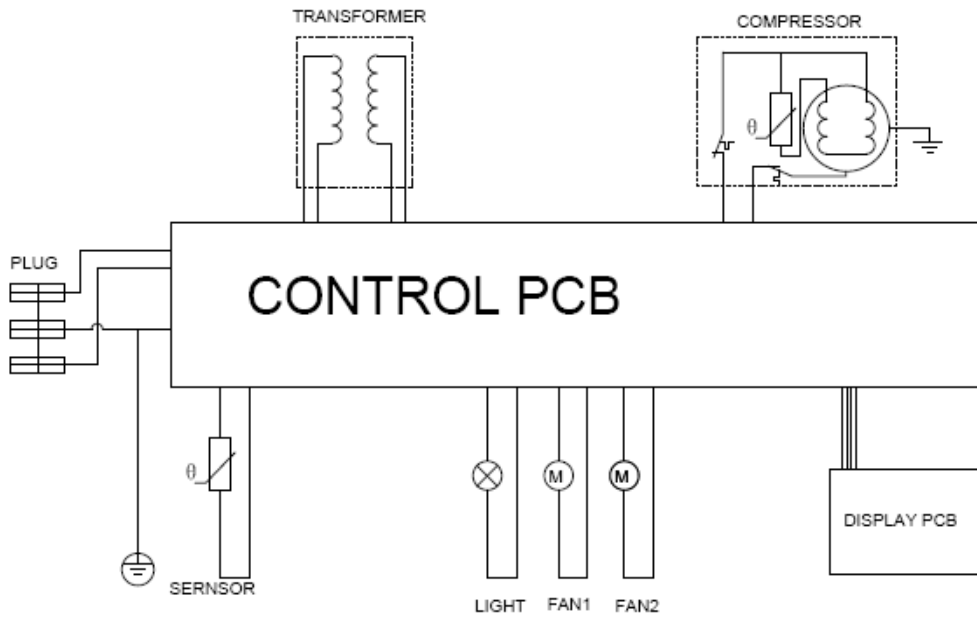 TRANSFORMER
COMPRESSOR
θ
PLUG
CONTROL PCB
θ
M
M
DISPLAY PCB
SERNSOR
LIGHT
FAN1
FAN2